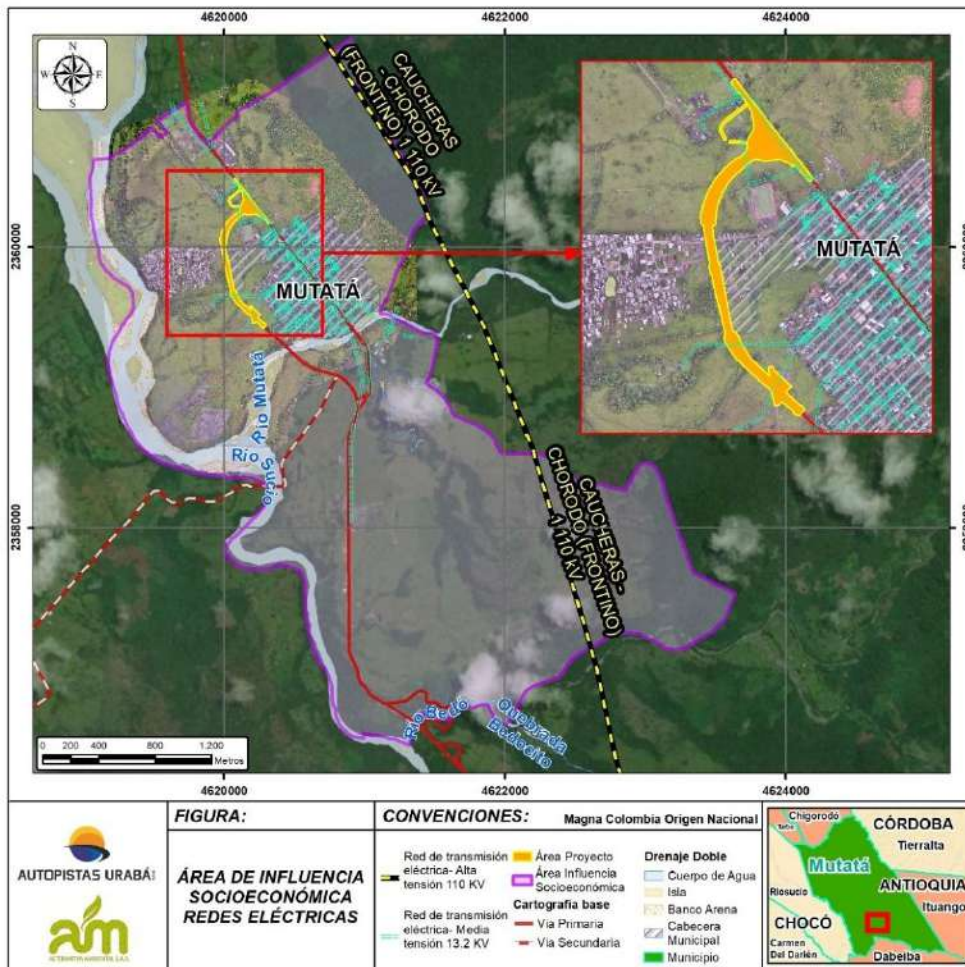 4620000
4622000
4624000
N
W E
S
CAUCHERAS
- CHORODO
(FRONTINO) 1 110 kV
MUTATÁ
MUTATÁ
2360000
Río Mutatá
Río
Sucio
2358000
CAUCHERAS -
CHORODO (FRONTINO)
1 110 kV
Río Bedó
Quebrada
Bedocito
0 200 400 800 1.200
Metros
4620000
4622000
4624000
AUTOPISTAS URABÁ
am
FIGURA:
ÁREA DE INFLUENCIA
SOCIOECONÓMICA
REDES ELÉCTRICAS
CONVENCIONES:
Magna Colombia Origen Nacional
Red de transmisión
eléctrica- Alta
tensión 110 KV
Red de transmisión
eléctrica- Media
tensión 13.2 KV
Área Proyecto
Área Influencia
Socioeconómica
Cartografía base
Vía Primaria
Vía Secundaria
Drenaje Doble
Cuerpo de Agua
Isla
Banco Arena
Cabecera
Municipal
Municipio
Chigorodó
CÓRDOBA
Tierralta
Mutatá
ANTIOQUIA
Riosucio
Ituango
CHOCÓ
Carmen
Del Darién
Dabeiba